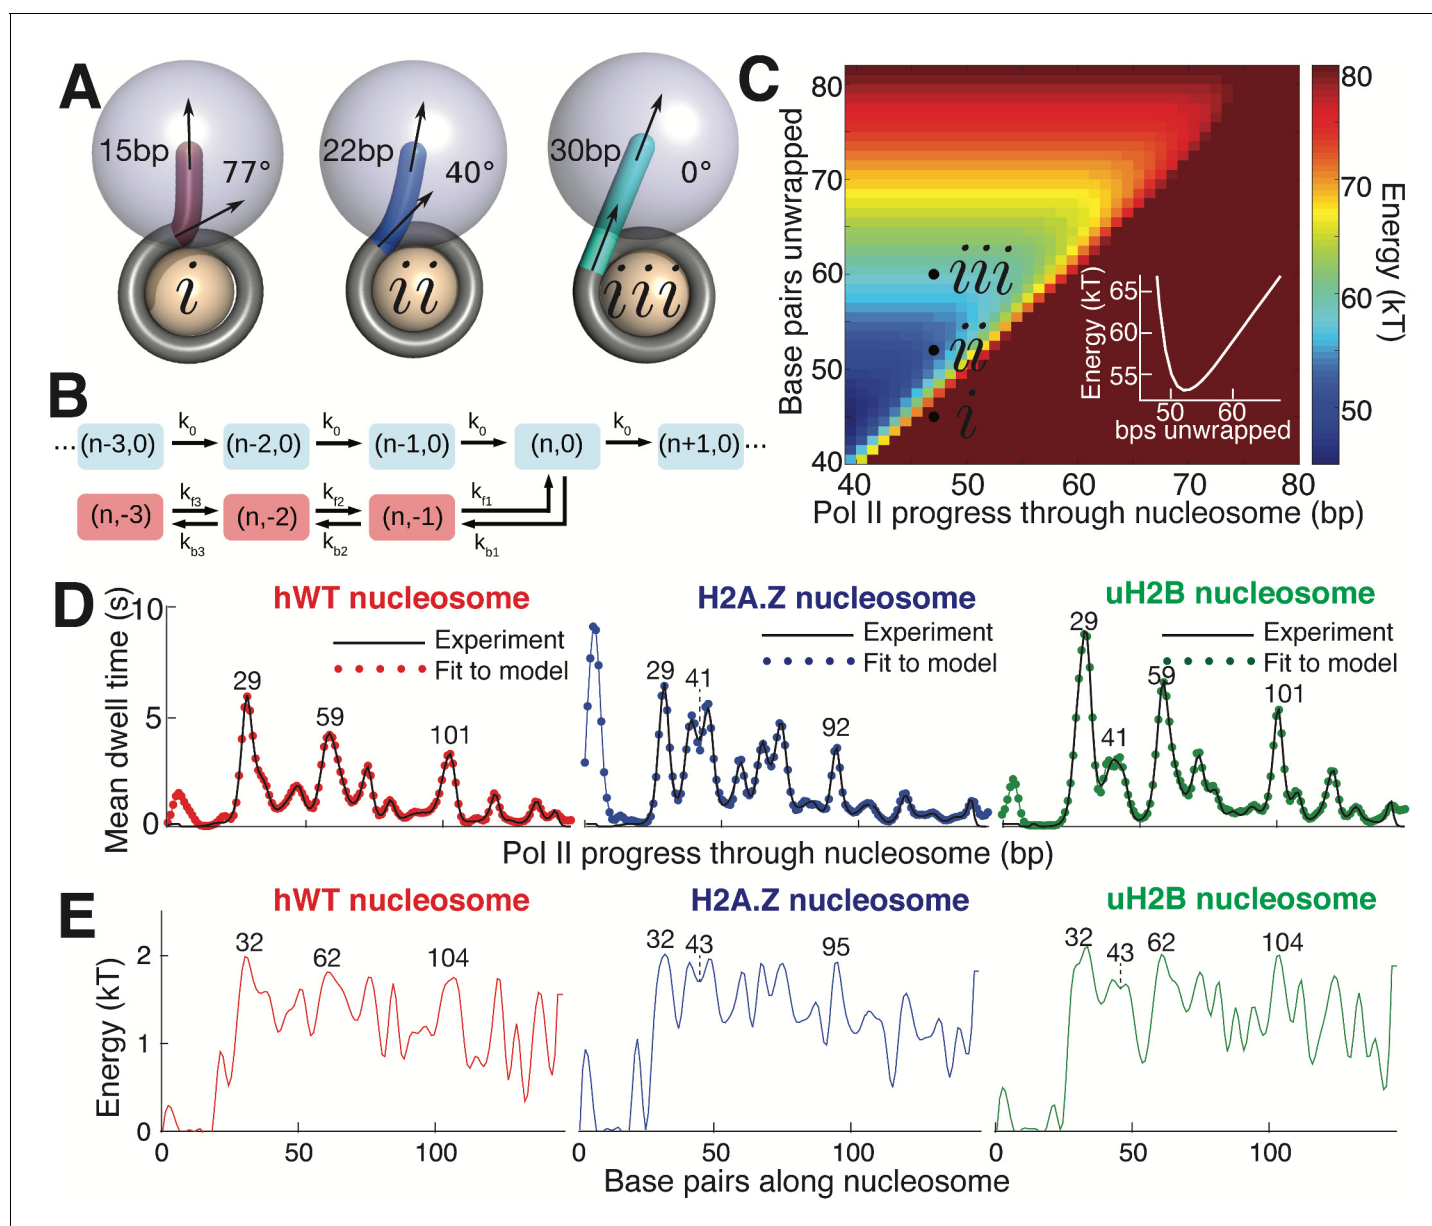 A
15bp
77°
i
22bp
40°
ii
30bp
0°
iii
B
k0
k0
k0
k0
...
(n-3,0)
(n-2,0)
(n-1,0)
(n,0)
(n+1,0)
...
kf3
kf2
kf1
(n,-3)
(n,-2)
(n,-1)
kb3
kb2
kb1
C
Base pairs unwrapped
80
70
60
50
40
iii
ii
i
40
50
60
70
80
Pol II progress through nucleosome (bp)
Energy (kT)
65
60
55
50
60
bps unwrapped
80
70
60
50
Energy (kT)
D
Mean dwell time (s)
10
5
0
hWT nucleosome
Experiment
Fit to model
29
59
101
H2A.Z nucleosome
Experiment
Fit to model
29
41
92
uH2B nucleosome
Experiment
Fit to model
29
41
59
101
Pol II progress through nucleosome (bp)
E
Energy (kT)
2
1
0
hWT nucleosome
32
62
104
0
50
100
H2A.Z nucleosome
32
43
95
0
50
100
uH2B nucleosome
32
43
62
104
0
50
100
Base pairs along nucleosome